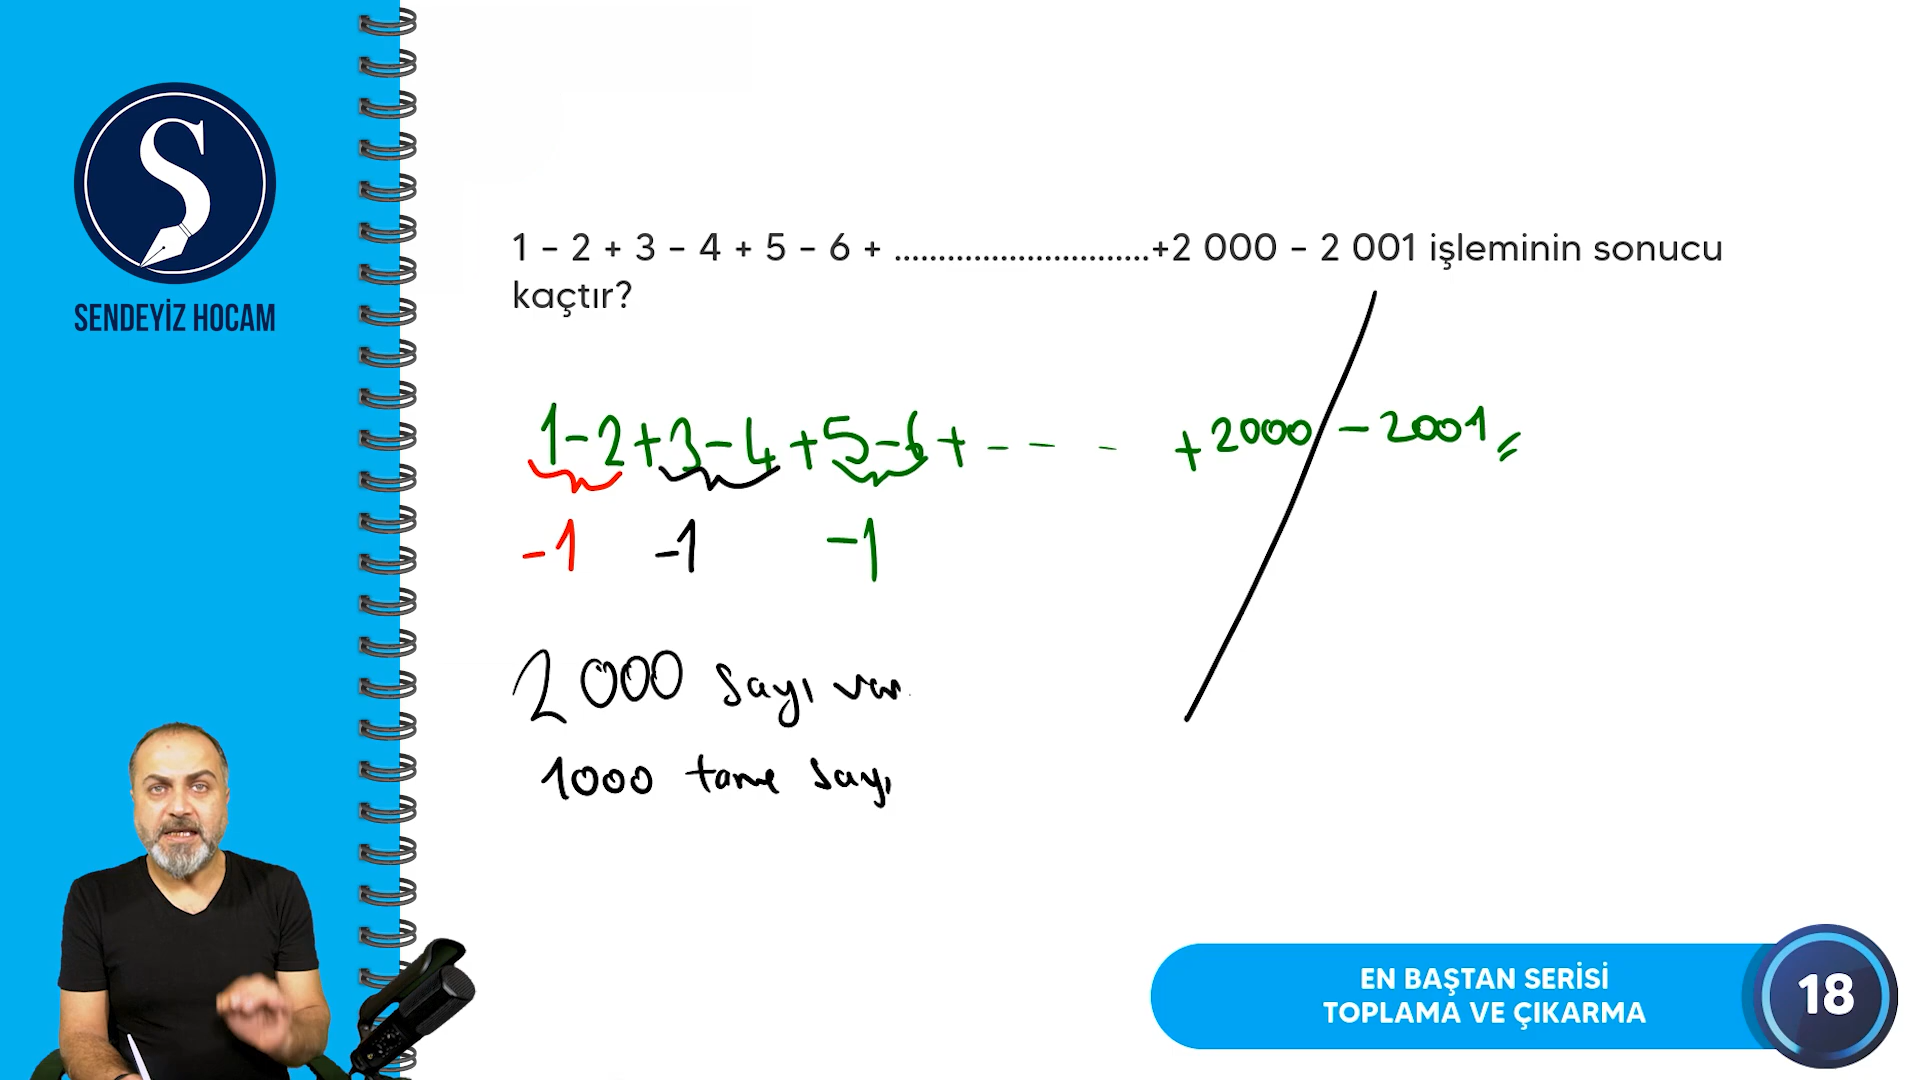 S
SENDEYİZ HOCAM
1 - 2 + 3 - 4 + 5 - 6 + .............................+2 000 - 2 001 işleminin sonucu
kaçtır?
1-2+3-4+5-6+ - - - +2000 - 2001 =
-1 -1 -1
2000 sayı var.
1000 tane sayı
EN BAŞTAN SERİSİ
TOPLAMA VE ÇIKARMA
18